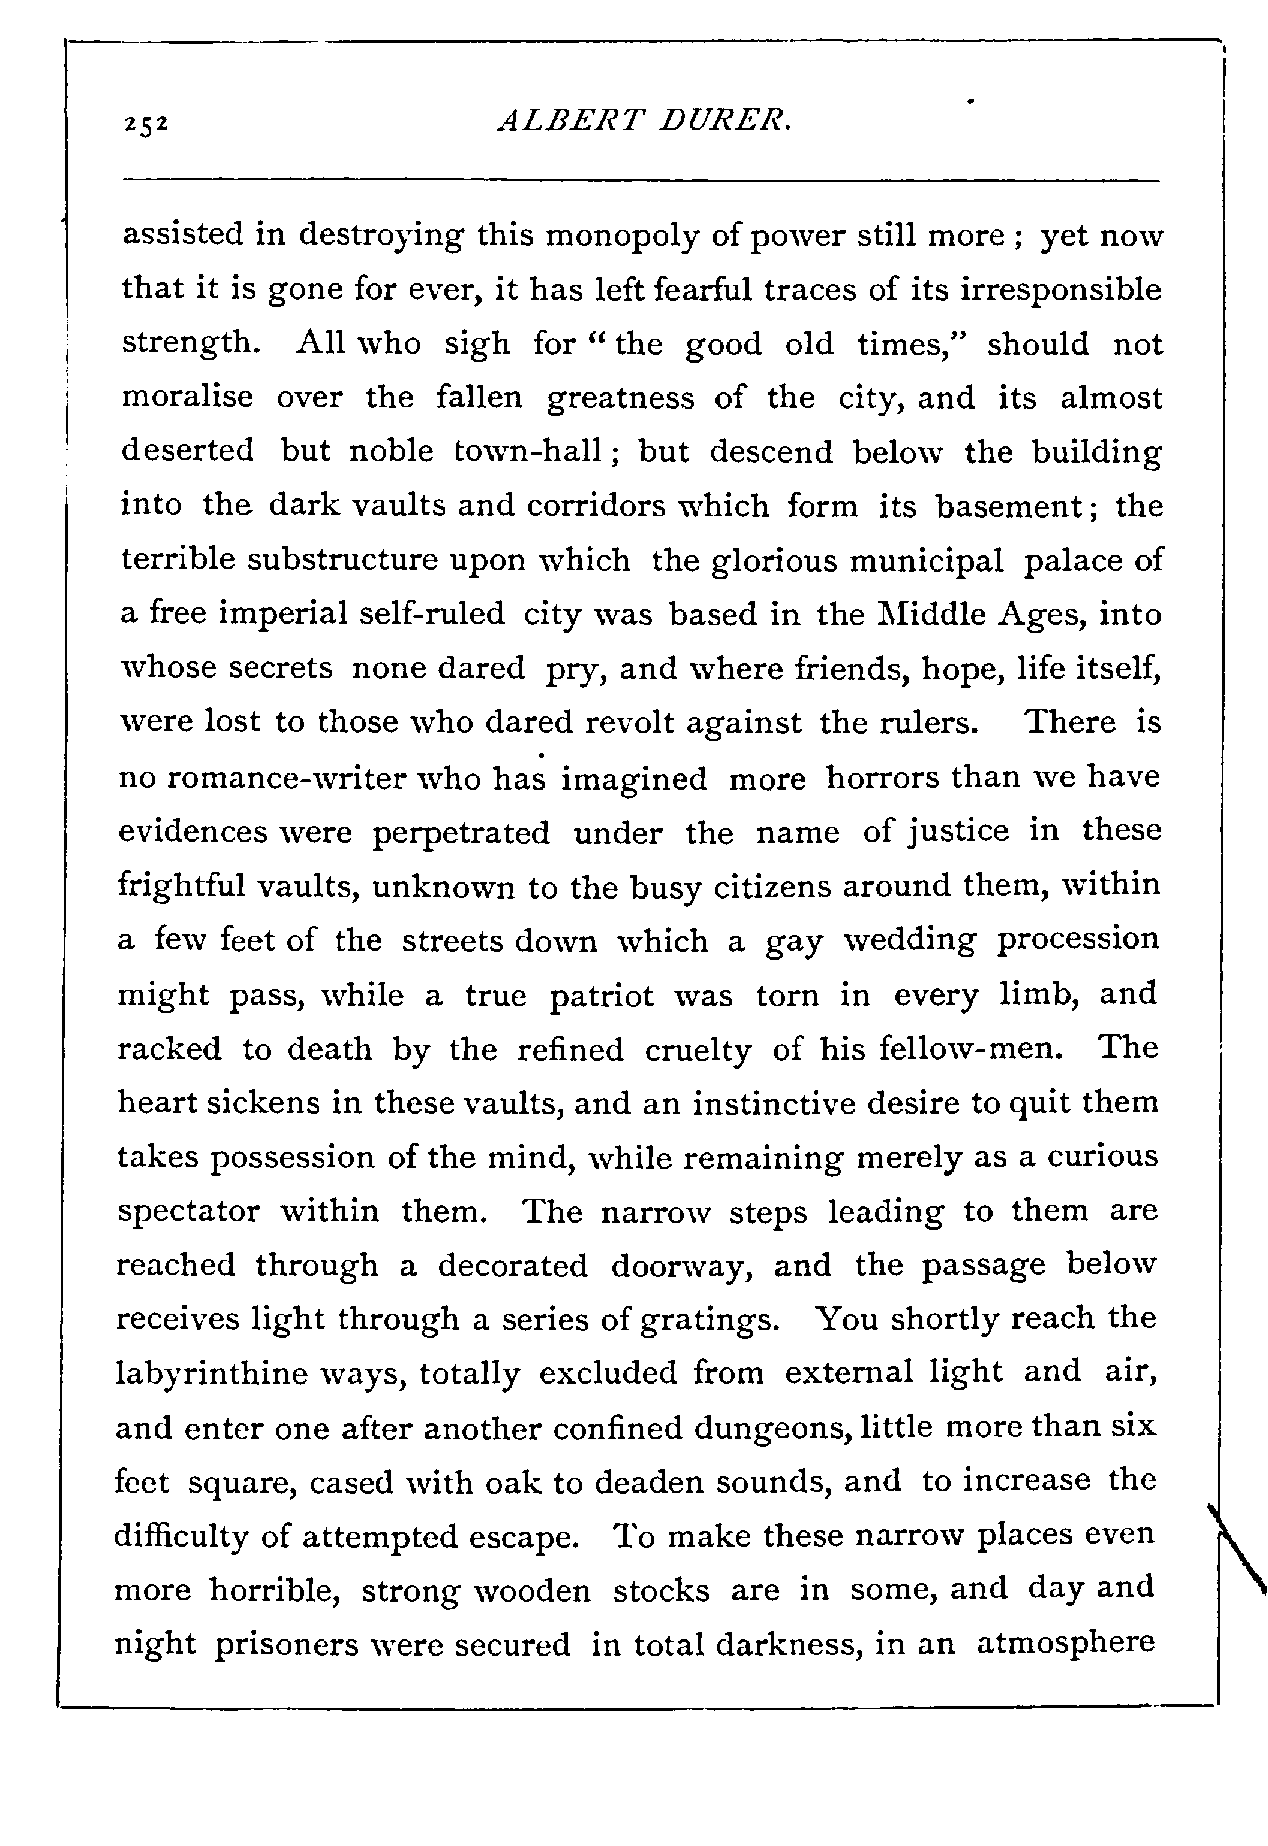 252 ALBERT DURER.
assisted in destroying this monopoly of power still more ; yet now
that it is gone for ever, it has left fearful traces of its irresponsible
strength. All who sigh for “ the good old times,” should not
moralise over the fallen greatness of the city, and its almost
deserted but noble town-hall ; but descend below the building
into the dark vaults and corridors which form its basement ; the
terrible substructure upon which the glorious municipal palace of
a free imperial self-ruled city was based in the Middle Ages, into
whose secrets none dared pry, and where friends, hope, life itself,
were lost to those who dared revolt against the rulers. There is
no romance-writer who has imagined more horrors than we have
evidences were perpetrated under the name of justice in these
frightful vaults, unknown to the busy citizens around them, within
a few feet of the streets down which a gay wedding procession
might pass, while a true patriot was torn in every limb, and
racked to death by the refined cruelty of his fellow-men. The
heart sickens in these vaults, and an instinctive desire to quit them
takes possession of the mind, while remaining merely as a curious
spectator within them. The narrow steps leading to them are
reached through a decorated doorway, and the passage below
receives light through a series of gratings. You shortly reach the
labyrinthine ways, totally excluded from external light and air,
and enter one after another confined dungeons, little more than six
feet square, cased with oak to deaden sounds, and to increase the
difficulty of attempted escape. To make these narrow places even
more horrible, strong wooden stocks are in some, and day and
night prisoners were secured in total darkness, in an atmosphere